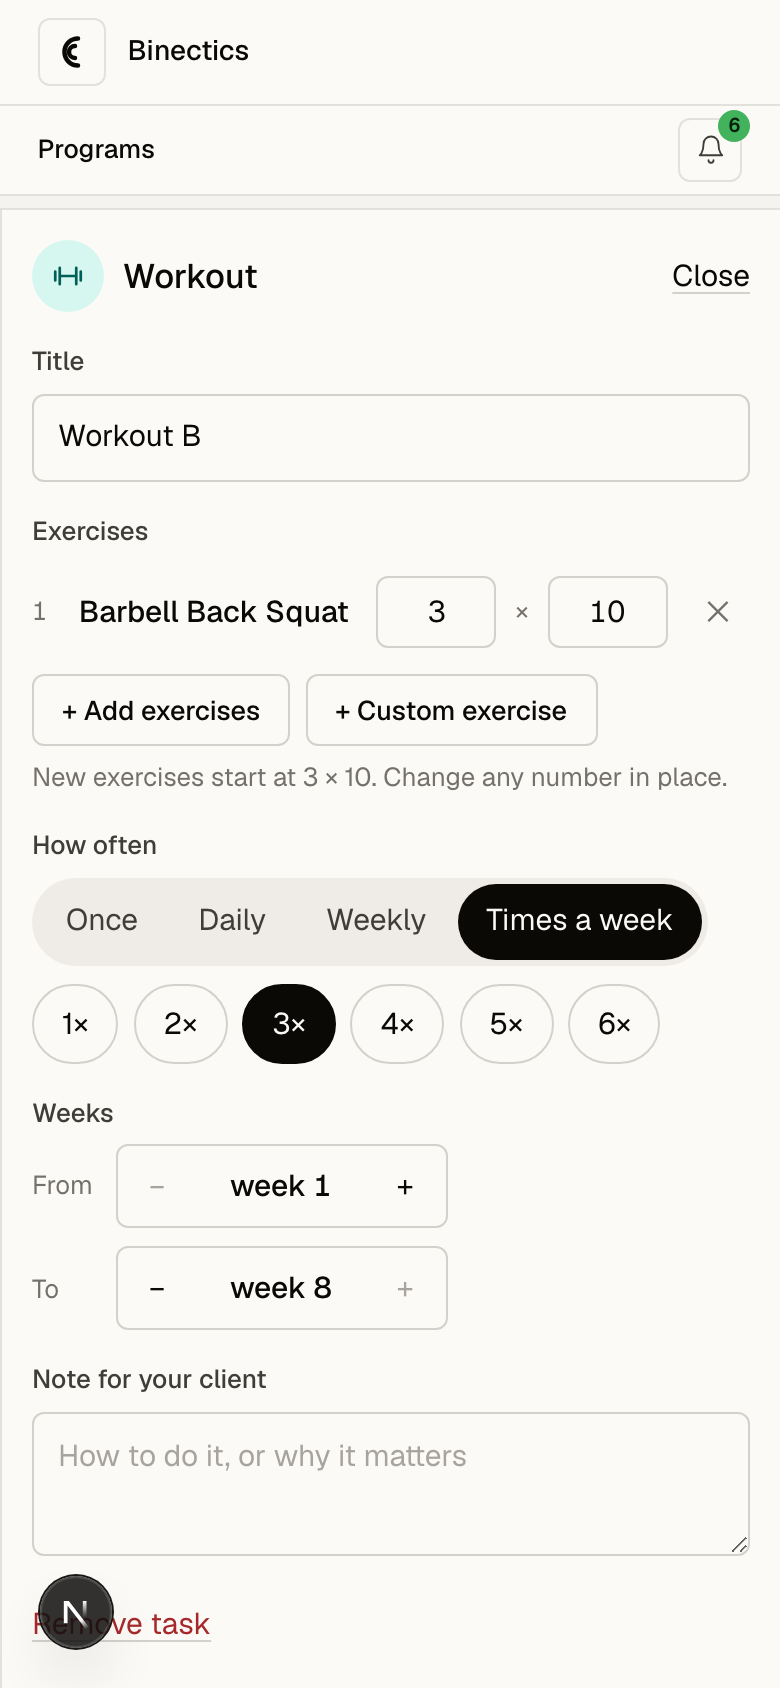 Binectics
Programs
6
Workout
Close
Title
Workout B
Exercises
1 Barbell Back Squat 3 × 10 ×
+ Add exercises + Custom exercise
New exercises start at 3 × 10. Change any number in place.
How often
Once Daily Weekly Times a week
1× 2× 3× 4× 5× 6×
Weeks
From − week 1 +
To − week 8 +
Note for your client
How to do it, or why it matters
N
Remove task